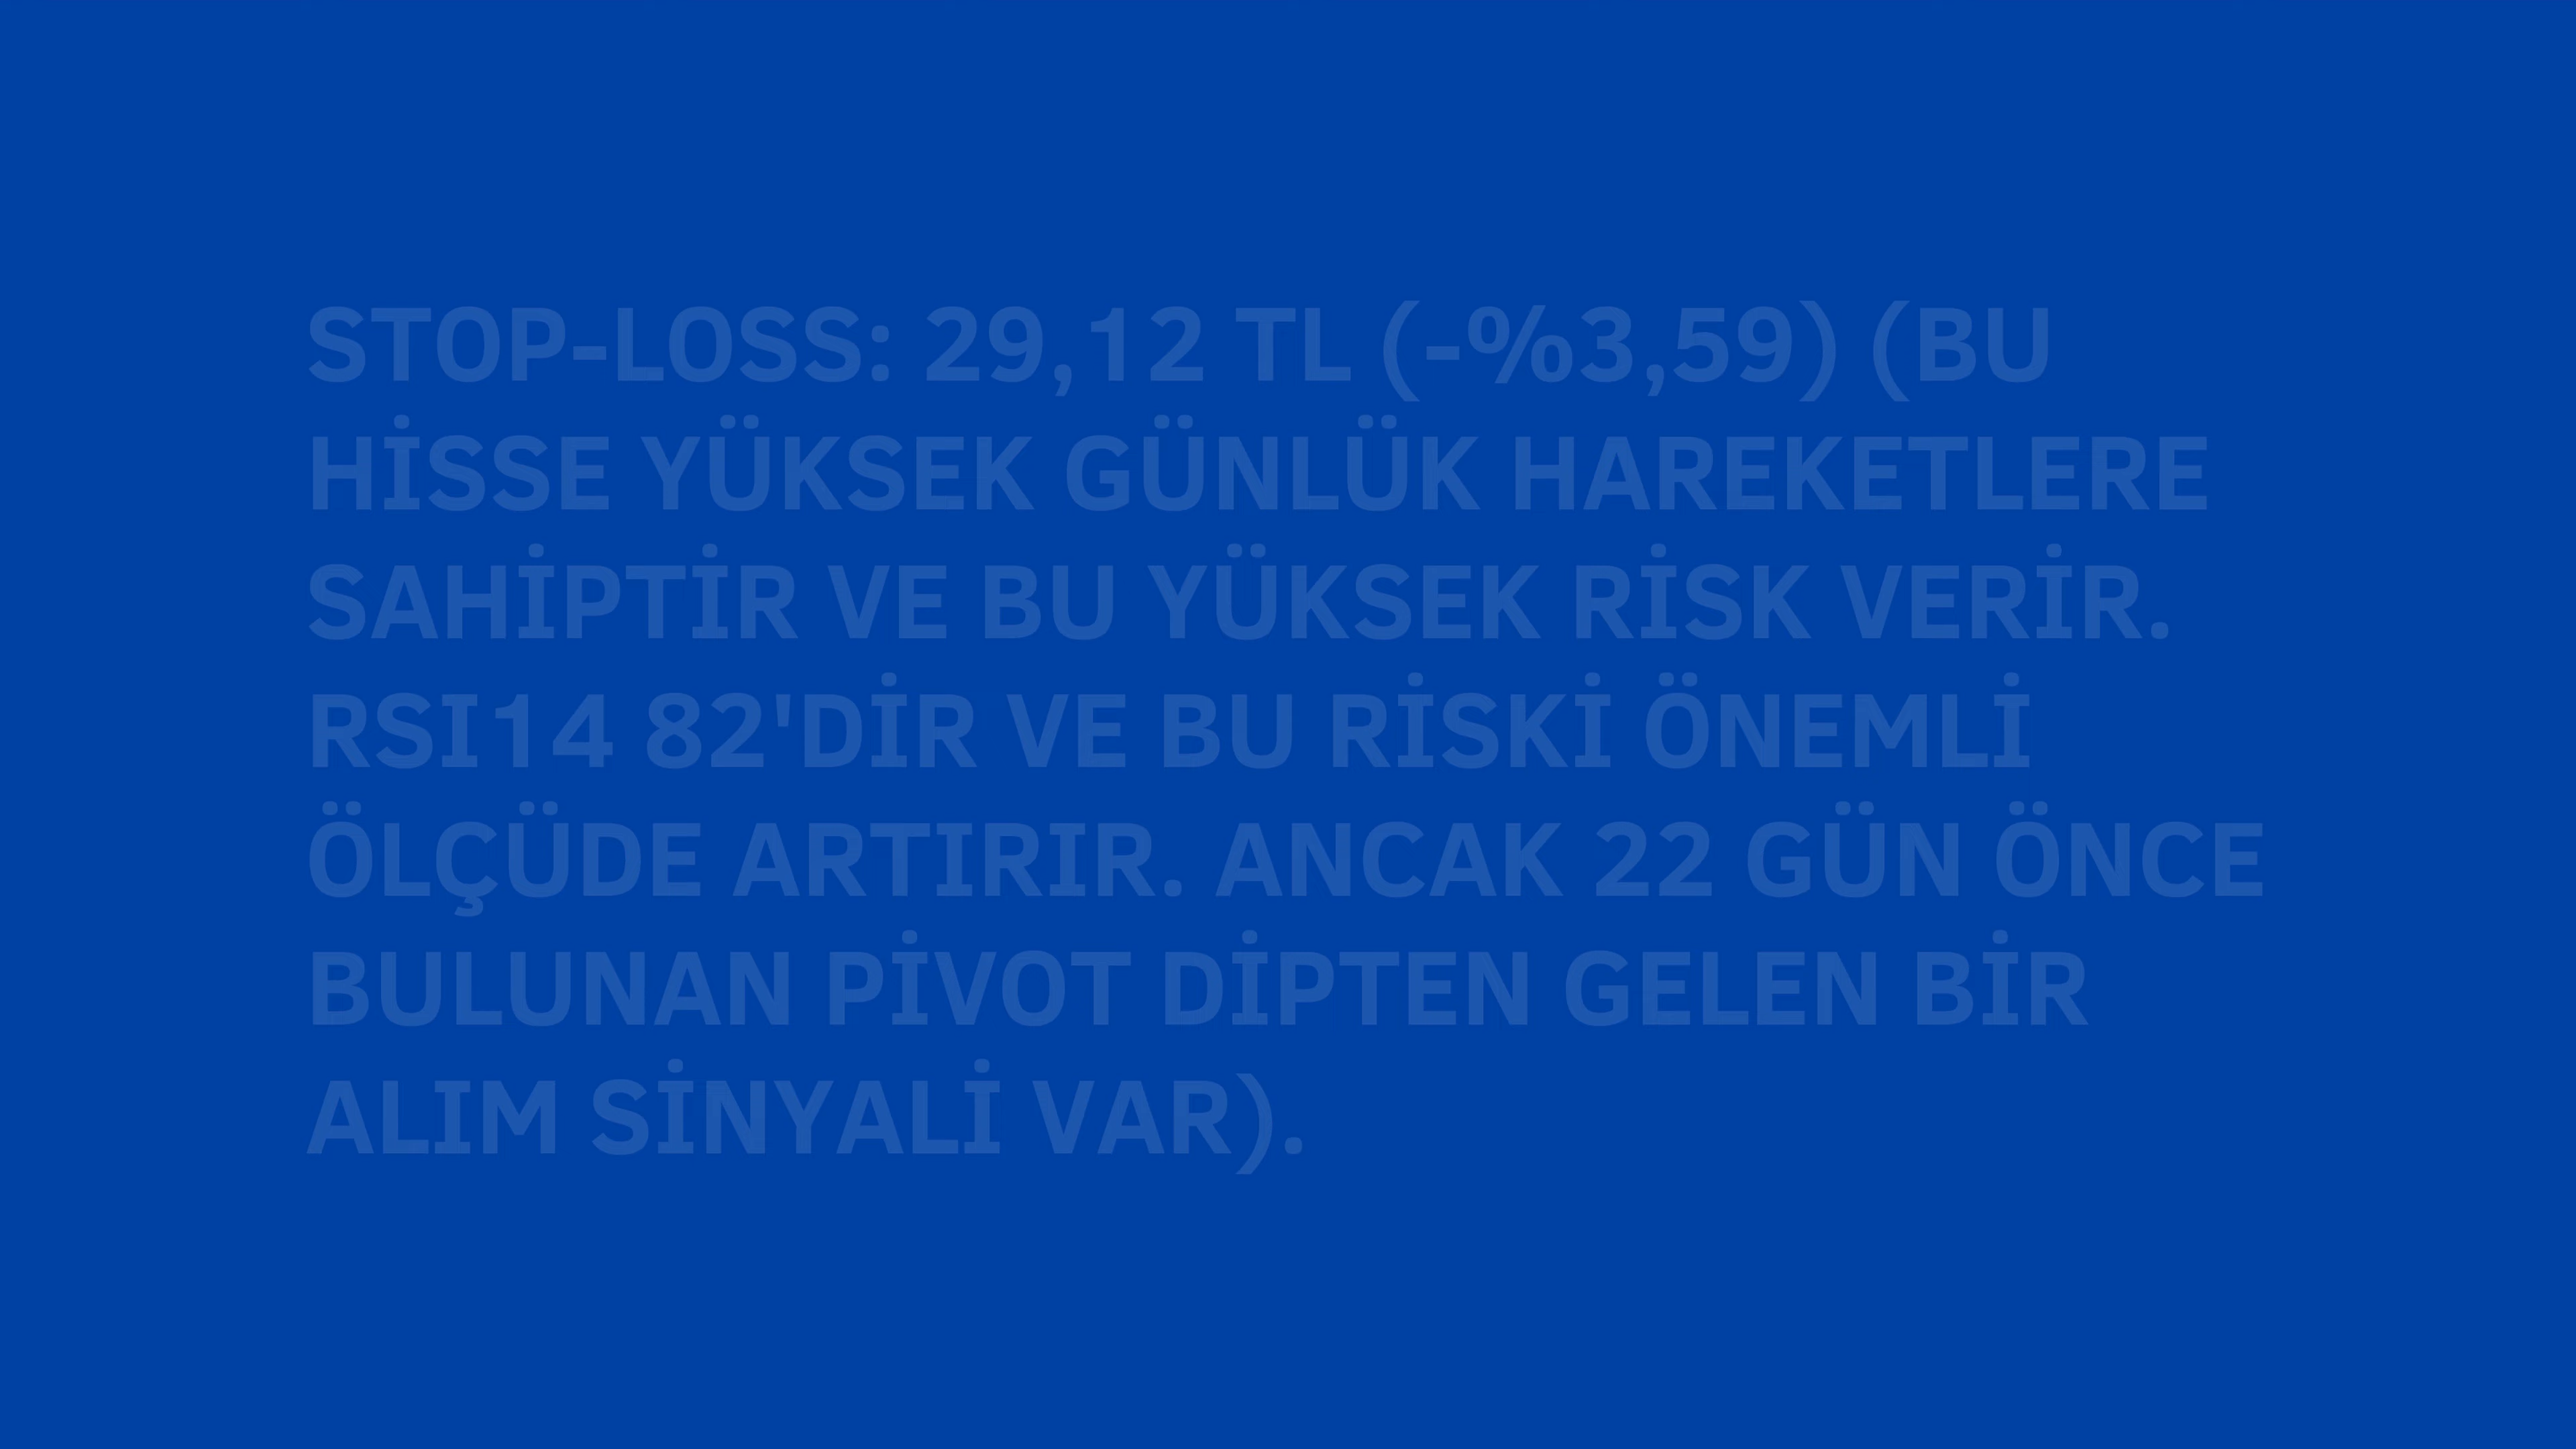 STOP-LOSS: 29,12 TL (-%3,59) (BU
HİSSE YÜKSEK GÜNLÜK HAREKETLERE
SAHİPTİR VE BU YÜKSEK RİSK VERİR.
RSI14 82'DİR VE BU RİSKİ ÖNEMLİ
ÖLÇÜDE ARTIRIR. ANCAK 22 GÜN ÖNCE
BULUNAN PİVOT DİPTEN GELEN BİR
ALIM SİNYALİ VAR).